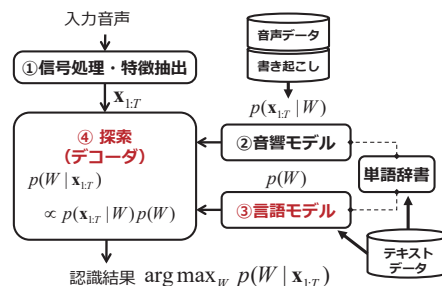 入力音声
①信号処理・特徴抽出
x1:T
音声データ
書き起こし
p(x1:T | W)
②音響モデル
④ 探索
(デコーダ)
p(W | x1:T)
∝ p(x1:T | W) p(W)
p(W)
③言語モデル
単語辞書
テキスト
データ
認識結果 arg maxW p(W | x1:T)